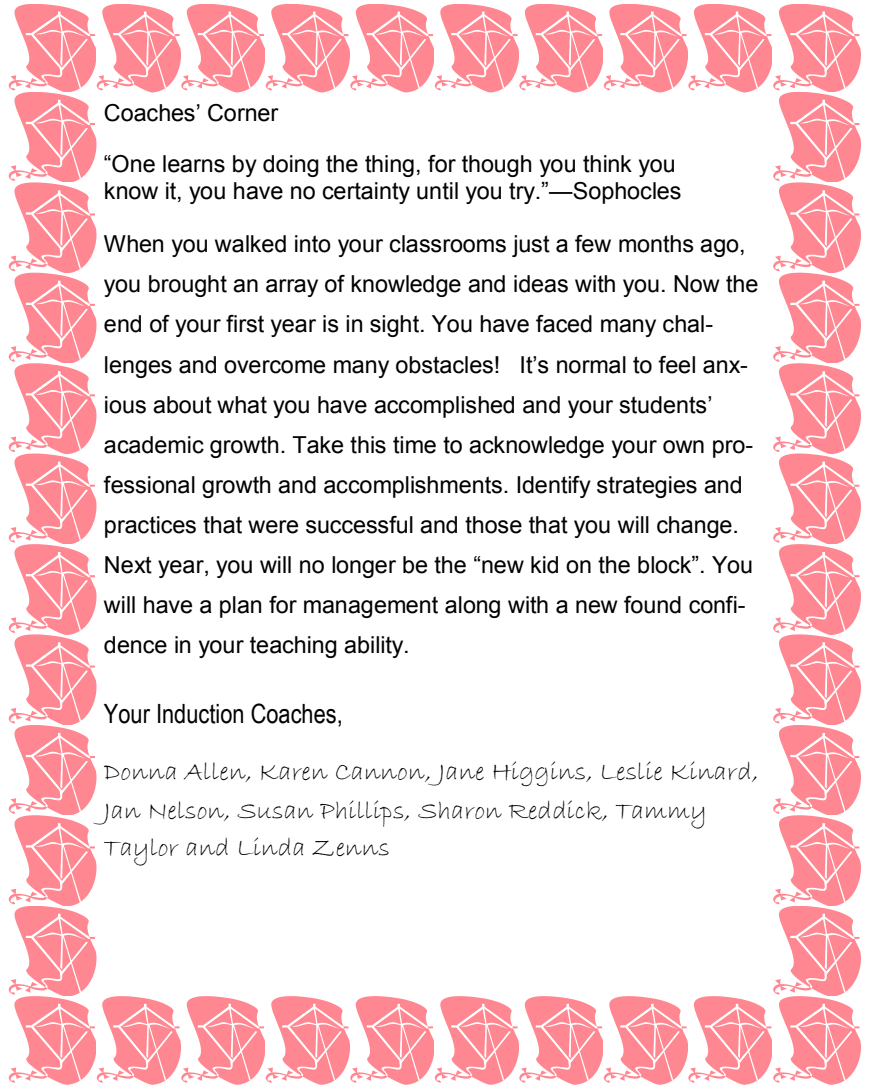 Coaches’ Corner
“One learns by doing the thing, for though you think you
know it, you have no certainty until you try.”—Sophocles
When you walked into your classrooms just a few months ago,
you brought an array of knowledge and ideas with you. Now the
end of your first year is in sight. You have faced many chal-
lenges and overcome many obstacles!   It’s normal to feel anx-
ious about what you have accomplished and your students’
academic growth. Take this time to acknowledge your own pro-
fessional growth and accomplishments. Identify strategies and
practices that were successful and those that you will change.
Next year, you will no longer be the “new kid on the block”. You
will have a plan for management along with a new found confi-
dence in your teaching ability.
Your Induction Coaches,
Donna Allen, Karen Cannon, Jane Higgins, Leslie Kinard,
Jan Nelson, Susan Phillips, Sharon Reddick, Tammy
Taylor and Linda Zenns